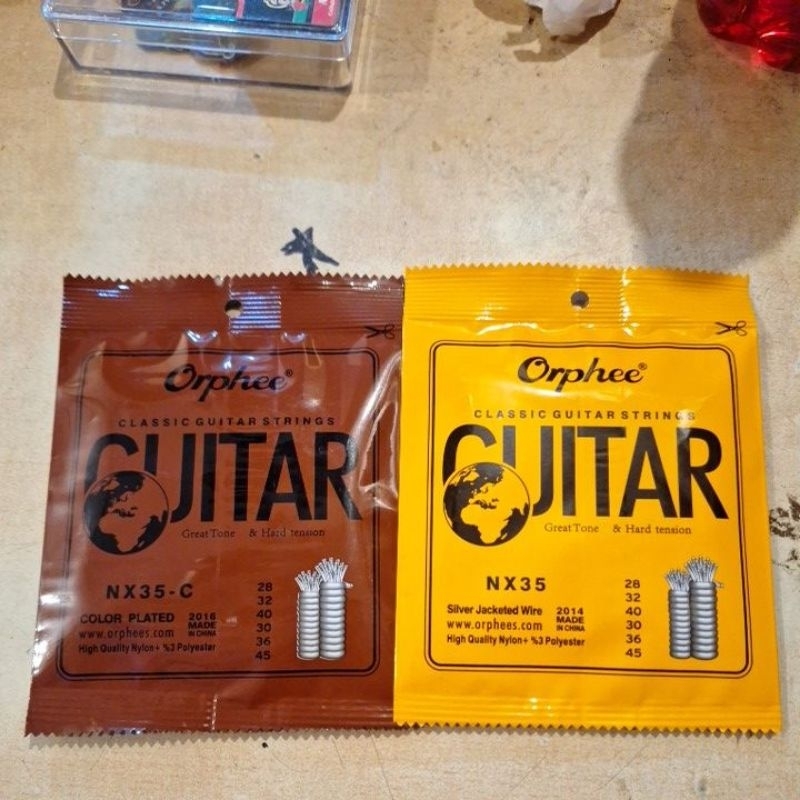 Orphee®
CLASSIC GUITAR STRINGS
GUITAR
Great Tone & Hard tension
NX35-C
COLOR PLATED 2016
MADE
IN CHINA
www.orphees.com
High Quality Nylon+ %3 Polyester
28
32
40
30
36
45
Orphee®
CLASSIC GUITAR STRINGS
GUITAR
Great Tone & Hard tension
NX35
Silver Jacketed Wire 2014
MADE
IN CHINA
www.orphees.com
High Quality Nylon+ %3 Polyester
28
32
40
30
36
45